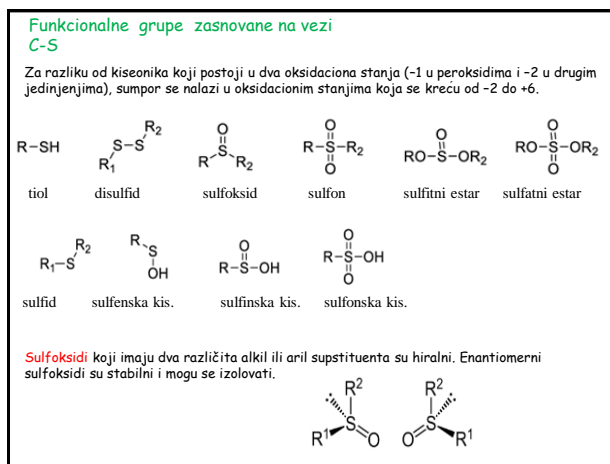 Funkcionalne grupe zasnovane na vezi
C-S
Za razliku od kiseonika koji postoji u dva oksidaciona stanja (–1 u peroksidima i –2 u drugim
jedinjenjima), sumpor se nalazi u oksidacionim stanjima koja se kreću od –2 do +6.
R–SH
R₁ S–S R₂
O
R S R₂
O
R–S–R₂
O
O
RO–S–OR₂
O
RO–S–OR₂
O
tiol disulfid sulfoksid sulfon sulfitni estar sulfatni estar
R₁–S R₂
R S OH
O
R–S–OH
O
R–S–OH
O
sulfid sulfenska kis. sulfinska kis. sulfonska kis.
Sulfoksidi koji imaju dva različita alkil ili aril supstituenta su hiralni. Enantiomerni
sulfoksidi su stabilni i mogu se izolovati.
R² R²
R¹ S O O S R¹